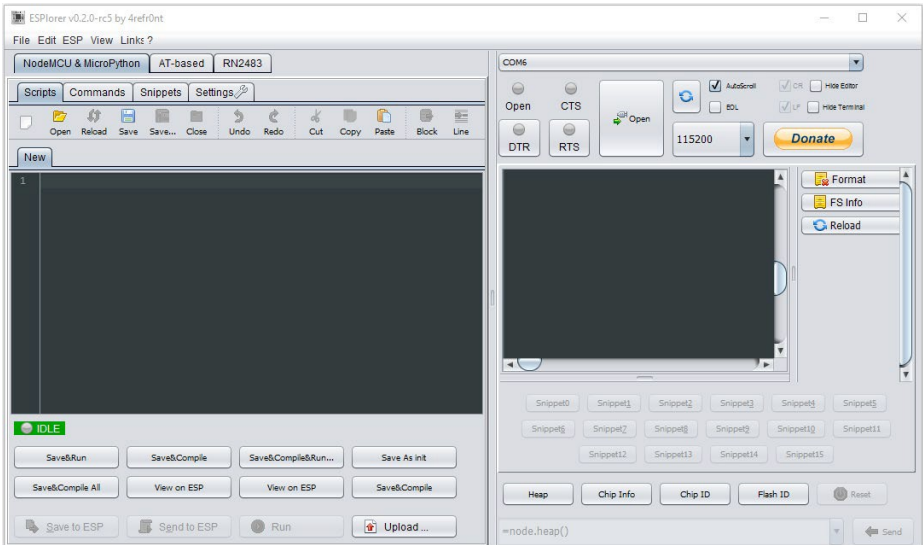 ESPlorer v0.2.0-rc5 by 4refr0nt
File Edit ESP View Links ?
NodeMCU & MicroPython AT-based RN2483
Scripts Commands Snippets Settings
Open Reload Save Save... Close Undo Redo Cut Copy Paste Block Line
New
1
IDLE
Save&Run Save&Compile Save&Compile&Run... Save As init
Save&Compile All View on ESP View on ESP Save&Compile
Save to ESP Send to ESP Run Upload ...
COM6
Open CTS
DTR RTS
Open
AutoScroll CR Hide Editor
EOL LF Hide Terminal
115200
Donate
Format
FS Info
Reload
Snippet0 Snippet1 Snippet2 Snippet3 Snippet4 Snippet5
Snippet6 Snippet7 Snippet8 Snippet9 Snippet10 Snippet11
Snippet12 Snippet13 Snippet14 Snippet15
Heap Chip Info Chip ID Flash ID Reset
=node.heap()
Send